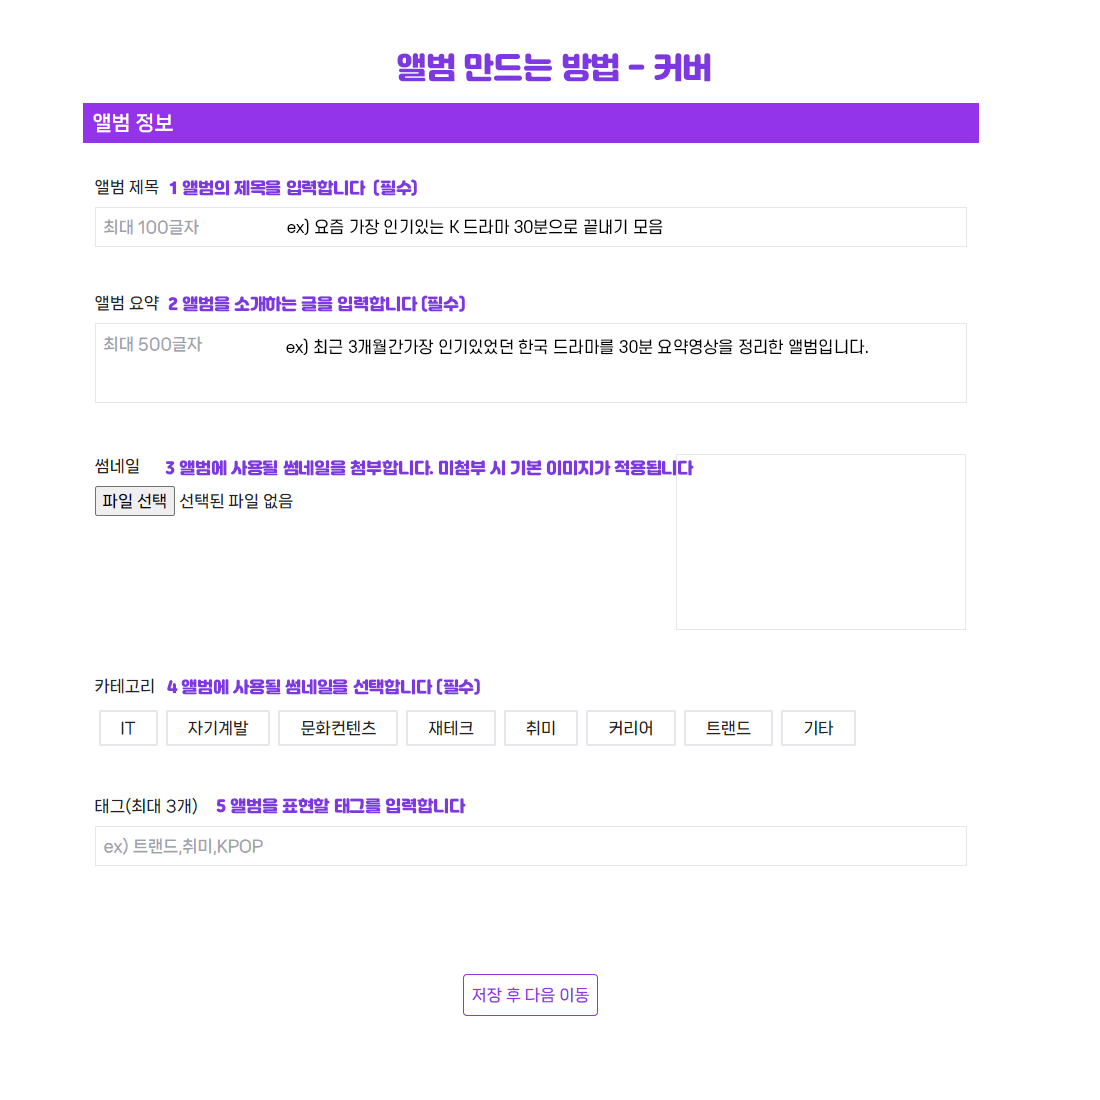 앨범 만드는 방법 - 커버
앨범 정보
앨범 제목 1 앨범의 제목을 입력합니다 (필수)
최대 100글자 ex) 요즘 가장 인기있는 K 드라마 30분으로 끝내기 모음
앨범 요약 2 앨범을 소개하는 글을 입력합니다 (필수)
최대 500글자 ex) 최근 3개월간가장 인기있었던 한국 드라마를 30분 요약영상을 정리한 앨범입니다.
썸네일 3 앨범에 사용될 썸네일을 첨부합니다. 미첨부 시 기본 이미지가 적용됩니다
파일 선택 선택된 파일 없음
카테고리 4 앨범에 사용될 썸네일을 선택합니다 (필수)
IT 자기계발 문화컨텐츠 재테크 취미 커리어 트랜드 기타
태그(최대 3개) 5 앨범을 표현할 태그를 입력합니다
ex) 트랜드,취미,KPOP
저장 후 다음 이동